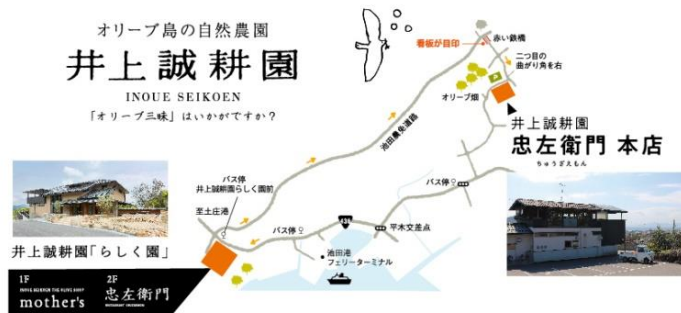 オリーブ島の自然農園
井上誠耕園
INOUE SEIKOEN
「オリーブ三昧」はいかがですか?
看板が目印
赤い鉄橋
二つ目の
曲がり角を右
P
オリーブ畑
池田農免道路
井上誠耕園
忠左衛門 本店
ちゅうざえもん
バス停
井上誠耕園らしく園前
至土庄港
バス停
436
平木交差点
バス停
池田港
フェリーターミナル
井上誠耕園「らしく園」
1F
mother's
2F
忠左衛門